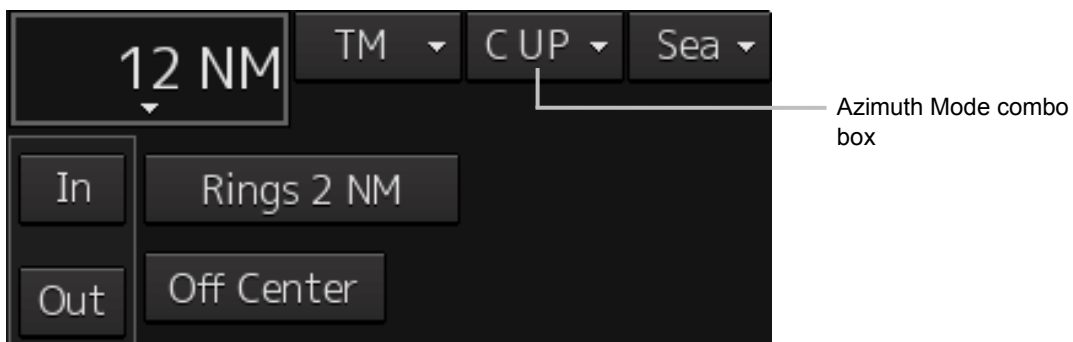 12 NM
TM
C UP
Sea
Azimuth Mode combo
box
In
Rings 2 NM
Out
Off Center